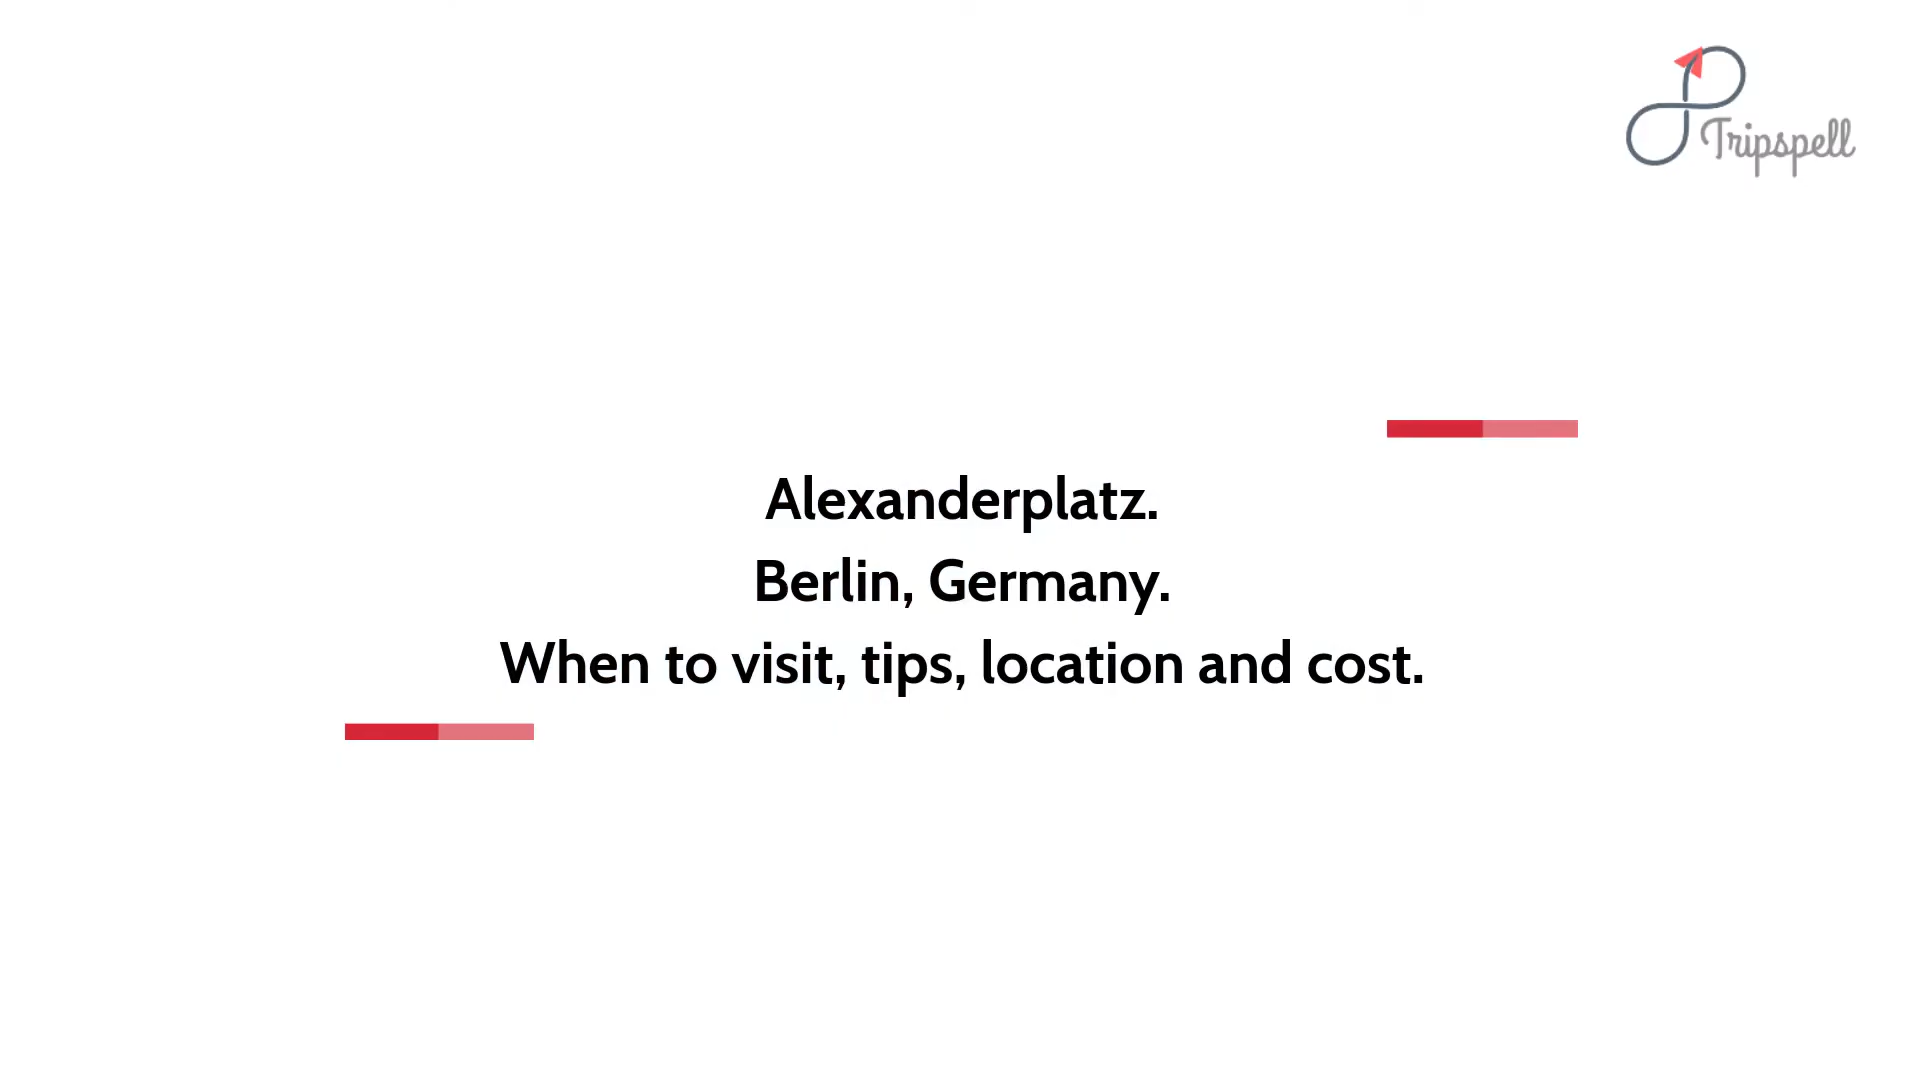 Tripspell
Alexanderplatz.
Berlin, Germany.
When to visit, tips, location and cost.